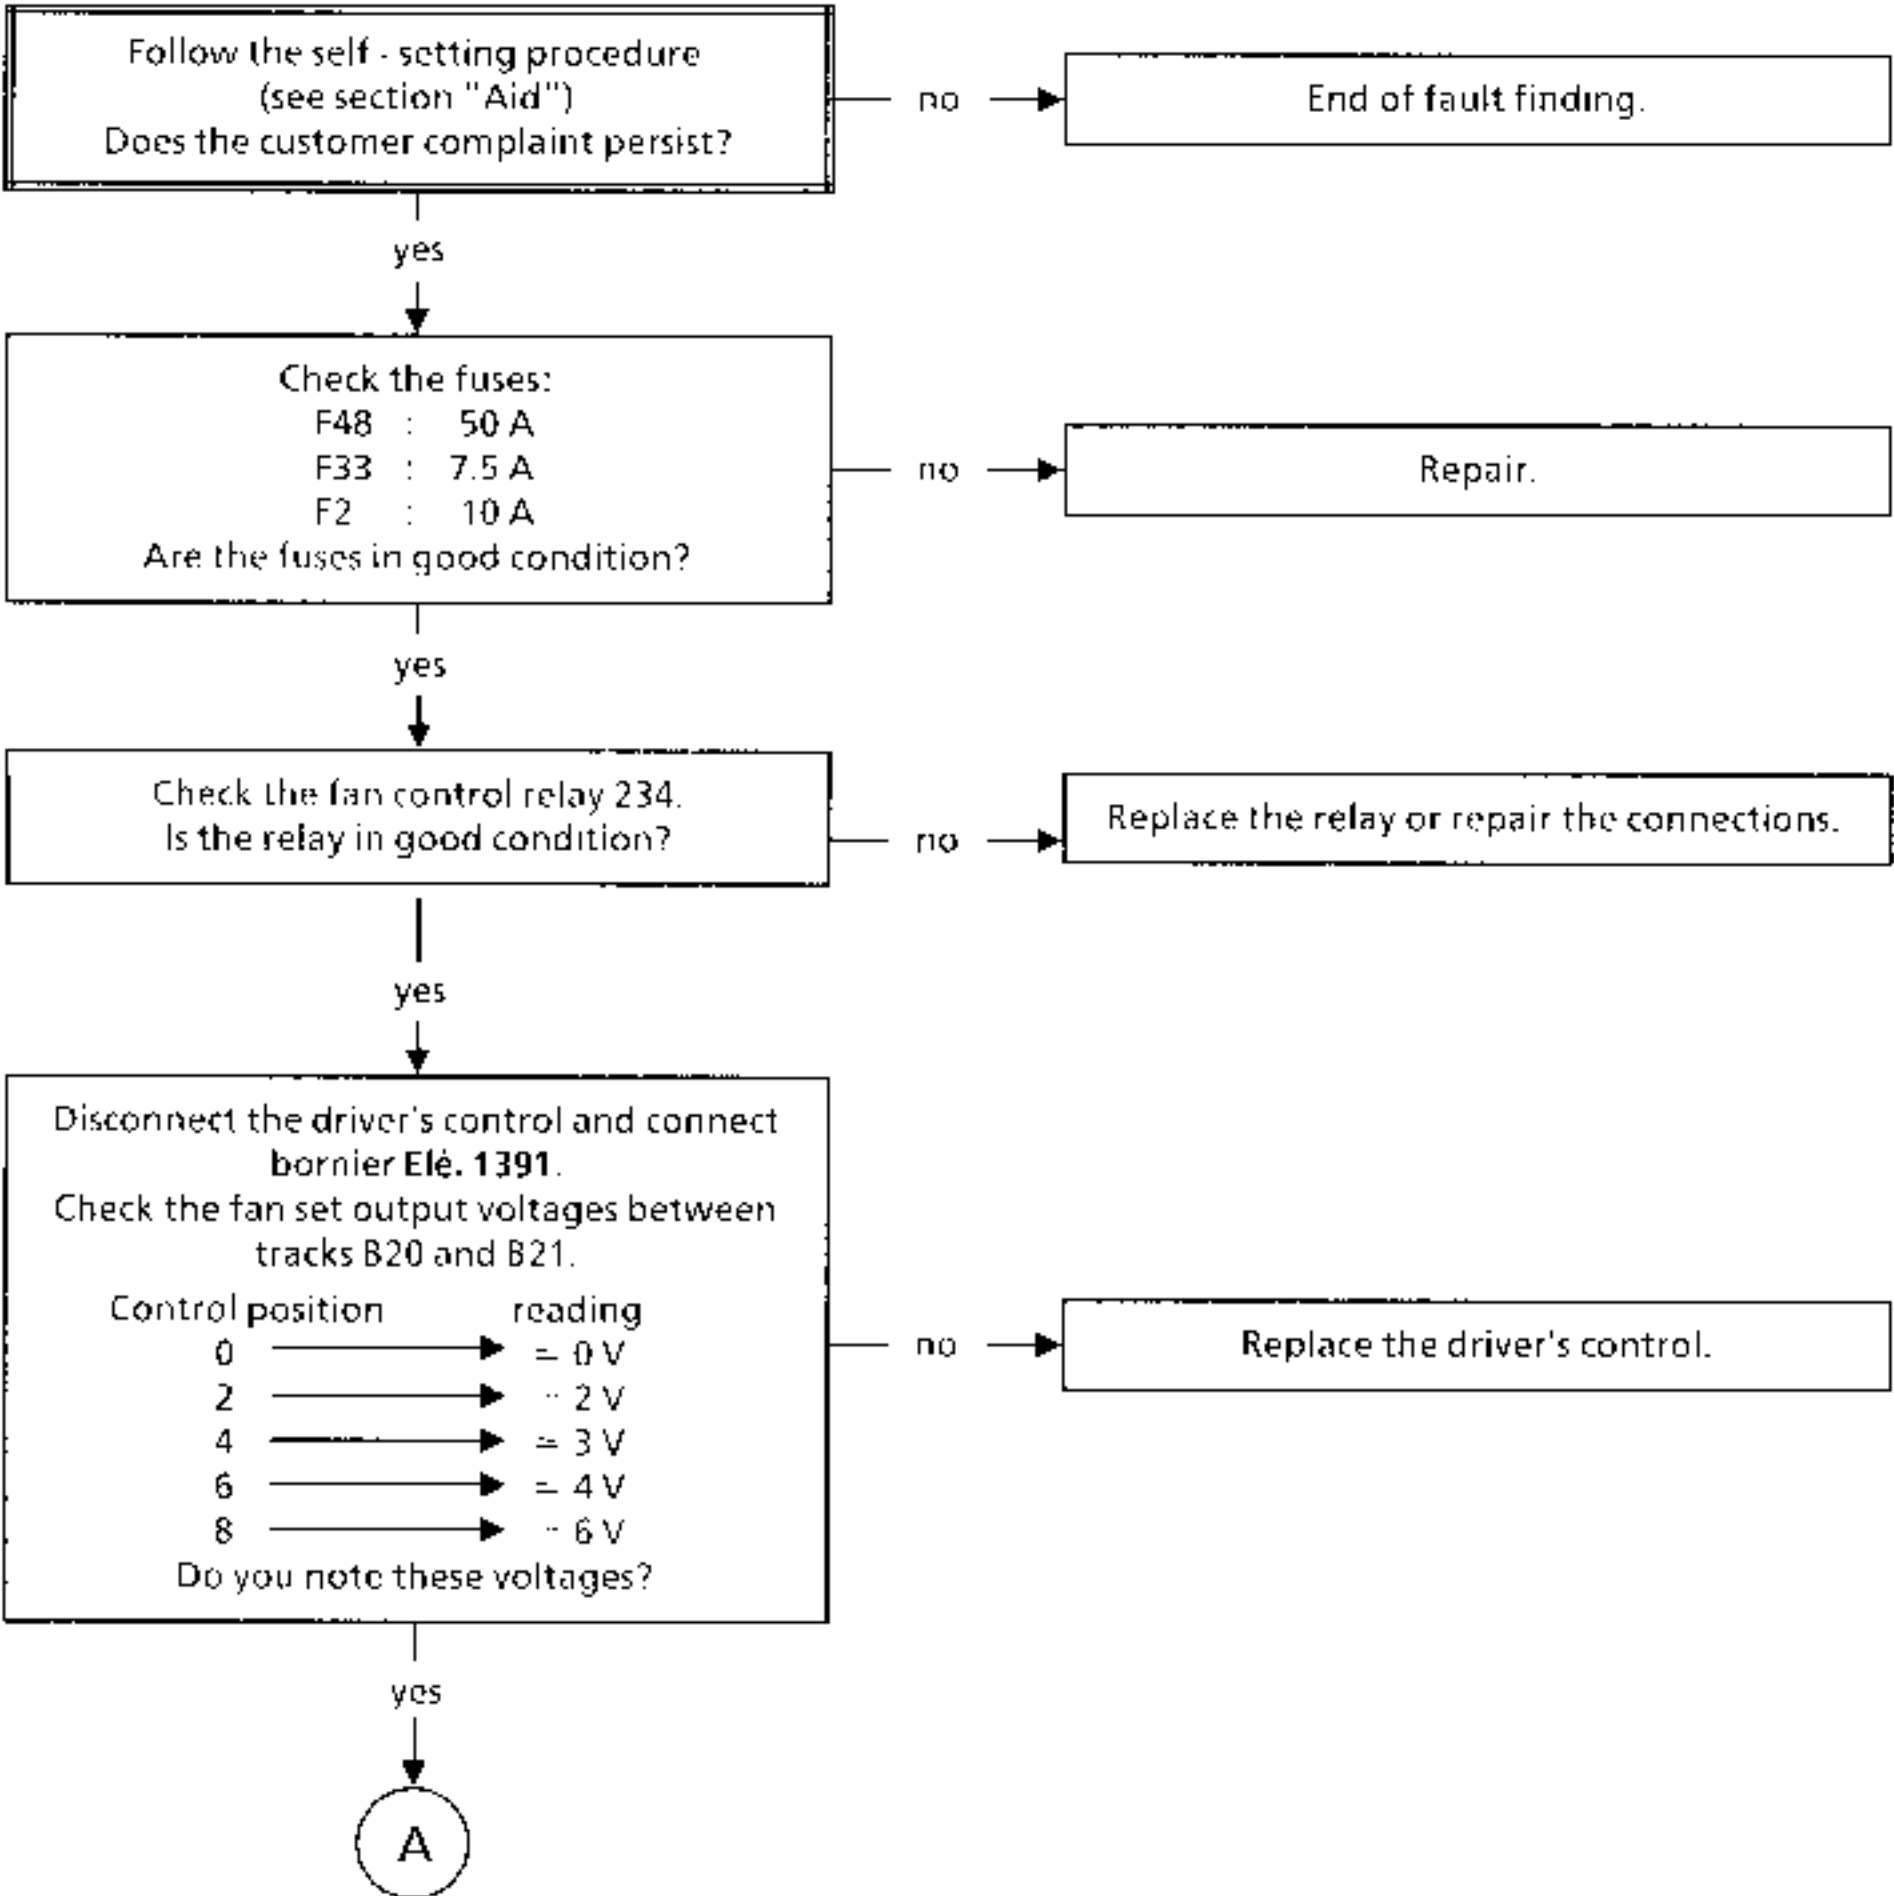 Follow the self - setting procedure
(see section "Aid")
Does the customer complaint persist?
no
End of fault finding.
yes
Check the fuses:
F48 : 50 A
F33 : 7.5 A
F2 : 10 A
Are the fuses in good condition?
no
Repair.
yes
Check the fan control relay 234.
Is the relay in good condition?
no
Replace the relay or repair the connections.
yes
Disconnect the driver's control and connect
bornier Elé. 1391.
Check the fan set output voltages between
tracks B20 and B21.
Control position reading
0 = 0 V
2 = 2 V
4 = 3 V
6 = 4 V
8 = 6 V
Do you note these voltages?
no
Replace the driver's control.
yes
A